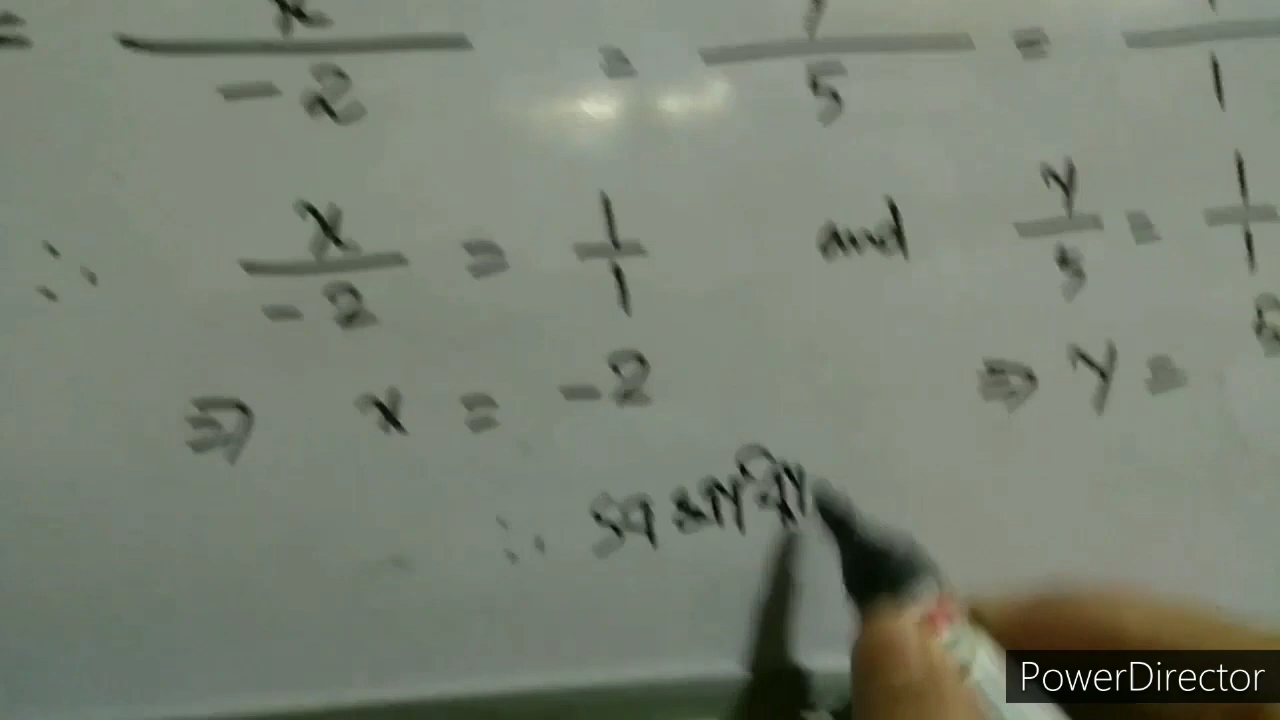 = x/-2 = y/5 = 1/1
∴ x/-2 = 1/1 and y/5 = 1/1
⇒ x = -2 ⇒ y =
∴
PowerDirector